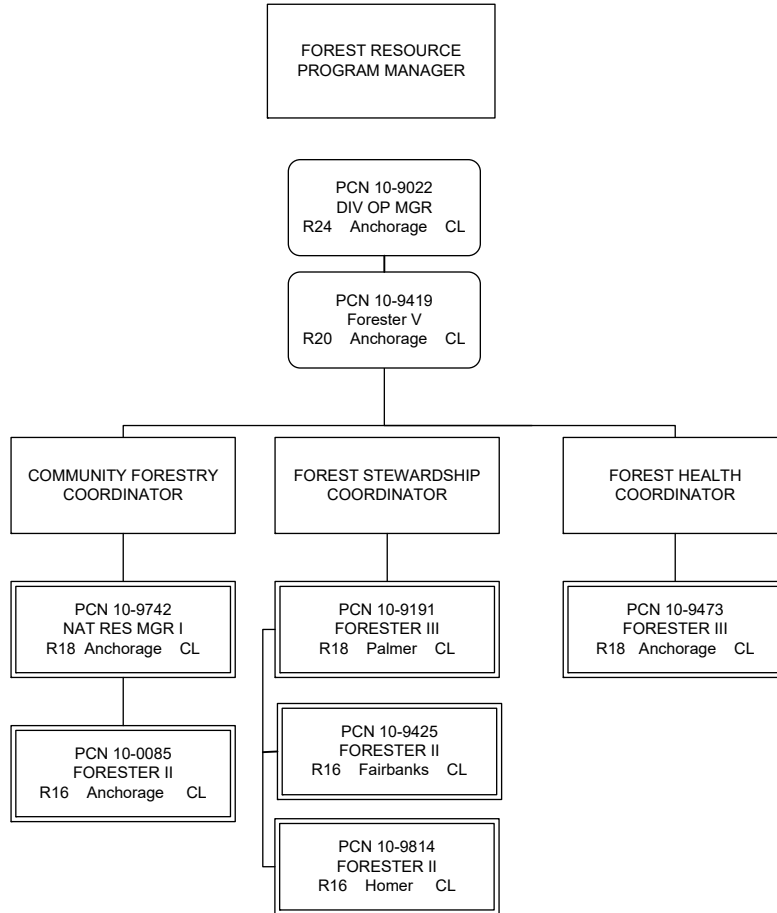 FOREST RESOURCE
PROGRAM MANAGER
PCN 10-9022
DIV OP MGR
R24 Anchorage CL
PCN 10-9419
Forester V
R20 Anchorage CL
COMMUNITY FORESTRY
COORDINATOR
FOREST STEWARDSHIP
COORDINATOR
FOREST HEALTH
COORDINATOR
PCN 10-9742
NAT RES MGR I
R18 Anchorage CL
PCN 10-9191
FORESTER III
R18 Palmer CL
PCN 10-9473
FORESTER III
R18 Anchorage CL
PCN 10-0085
FORESTER II
R16 Anchorage CL
PCN 10-9425
FORESTER II
R16 Fairbanks CL
PCN 10-9814
FORESTER II
R16 Homer CL